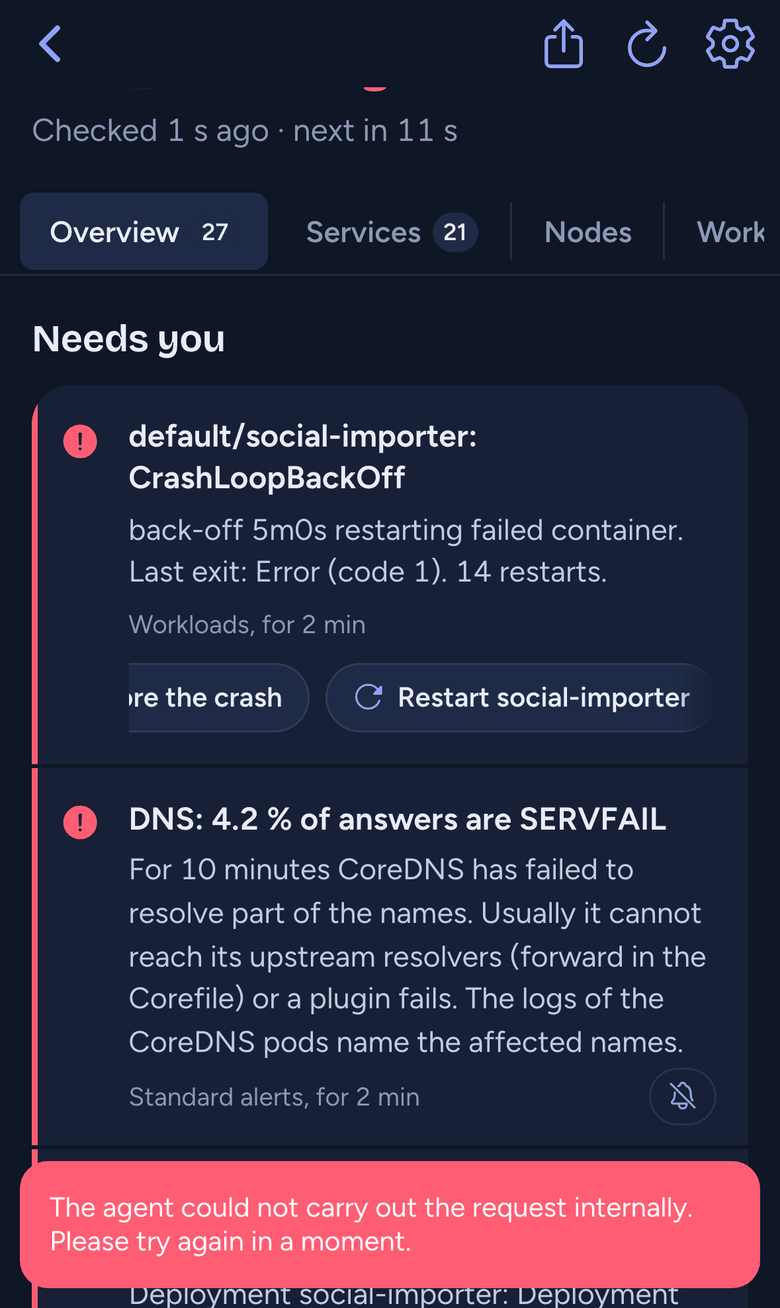 Checked 1 s ago · next in 11 s
Overview 27
Services 21
Nodes
Work
Needs you
default/social-importer:
CrashLoopBackOff
back-off 5m0s restarting failed container.
Last exit: Error (code 1). 14 restarts.
Workloads, for 2 min
re the crash
Restart social-importer
DNS: 4.2 % of answers are SERVFAIL
For 10 minutes CoreDNS has failed to
resolve part of the names. Usually it cannot
reach its upstream resolvers (forward in the
Corefile) or a plugin fails. The logs of the
CoreDNS pods name the affected names.
Standard alerts, for 2 min
The agent could not carry out the request internally.
Please try again in a moment.
Deployment social-importer: Deployment